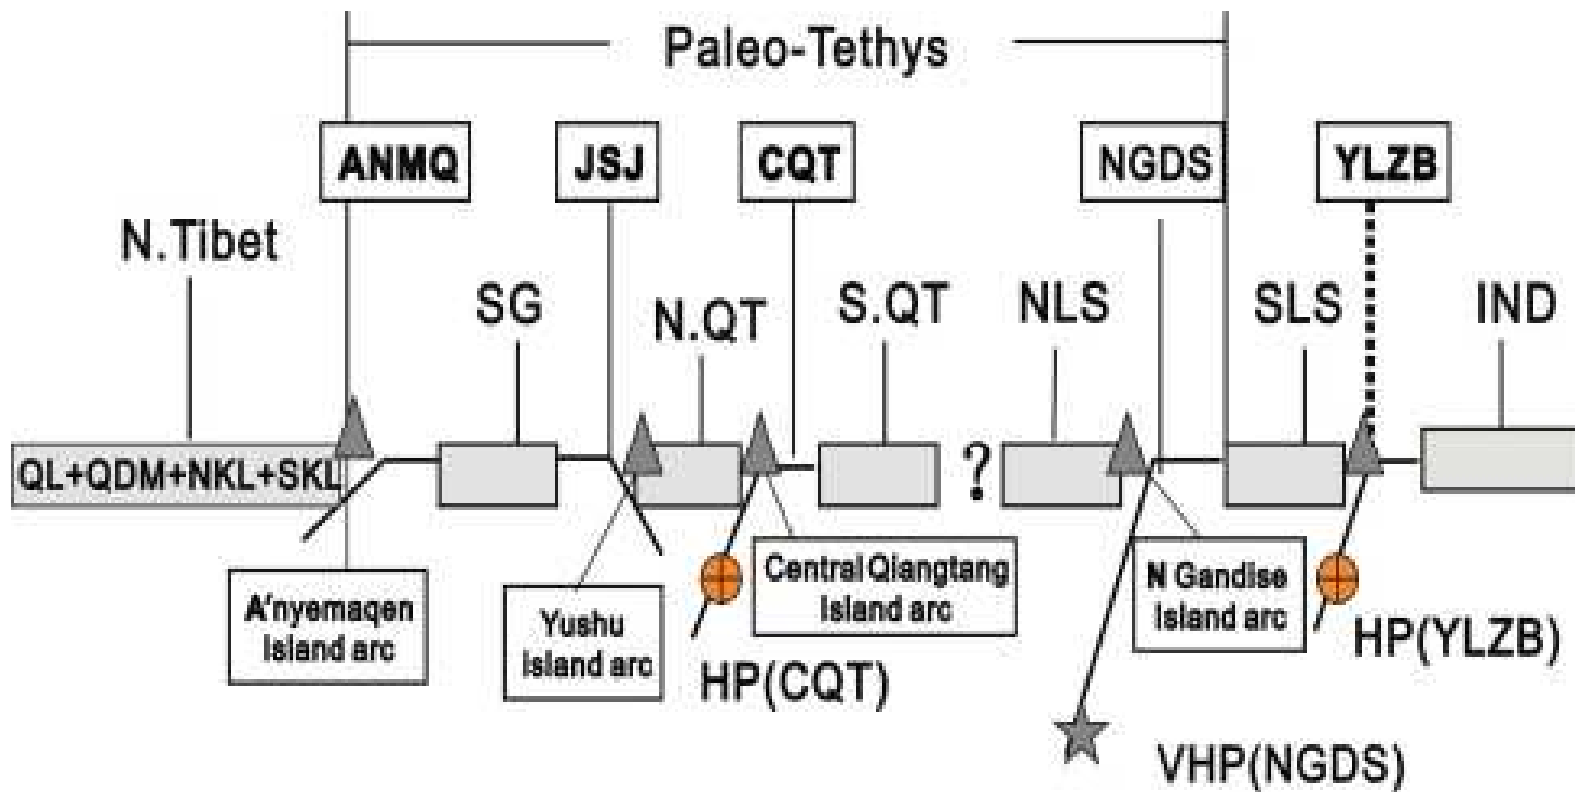 Paleo-Tethys
ANMQ JSJ CQT NGDS YLZB
N.Tibet
SG N.QT S.QT NLS SLS IND
QL+QDM+NKL+SKL
?
A'nyemaqen
island arc
Yushu
island arc
Central Qiangtang
island arc
N Gandise
island arc
HP(CQT)
HP(YLZB)
VHP(NGDS)